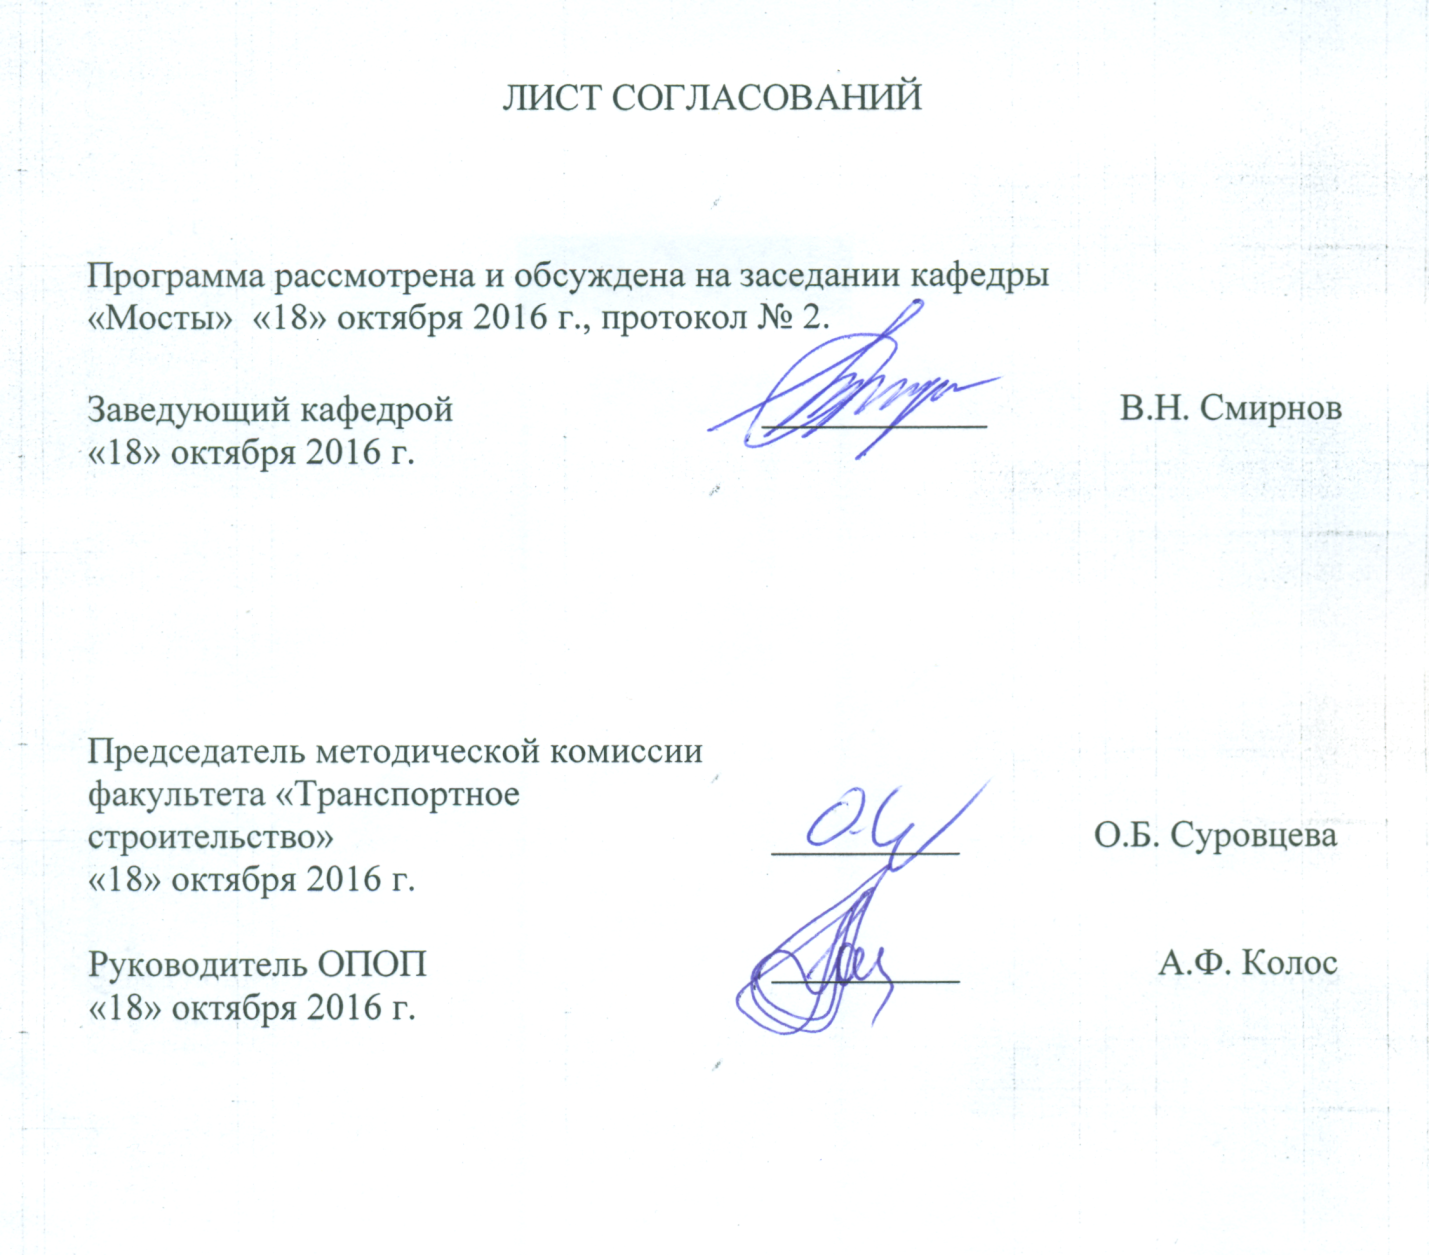 ЛИСТ СОГЛАСОВАНИЙ
Программа рассмотрена и обсуждена на заседании кафедры
«Мосты» «18» октября 2016 г., протокол № 2.
Заведующий кафедрой В.Н. Смирнов
«18» октября 2016 г.
Председатель методической комиссии
факультета «Транспортное
строительство» О.Б. Суровцева
«18» октября 2016 г.
Руководитель ОПОП А.Ф. Колос
«18» октября 2016 г.